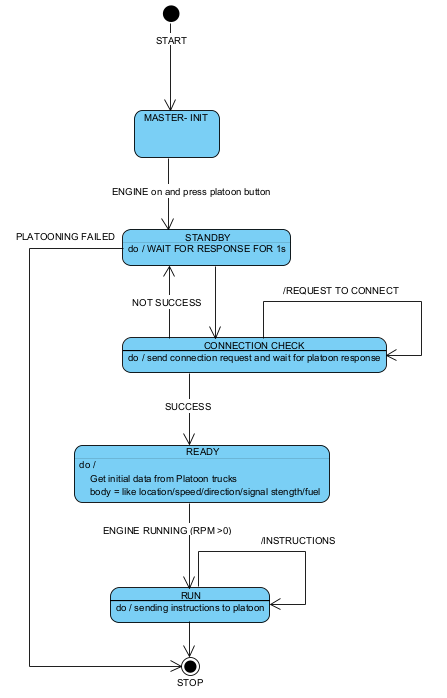 START
MASTER- INIT
ENGINE on and press platoon button
PLATOONING FAILED
STANDBY
do / WAIT FOR RESPONSE FOR 1s
/REQUEST TO CONNECT
NOT SUCCESS
CONNECTION CHECK
do / send connection request and wait for platoon response
SUCCESS
READY
do /
Get initial data from Platoon trucks
body = like location/speed/direction/signal stength/fuel
ENGINE RUNNING (RPM >0)
/INSTRUCTIONS
RUN
do / sending instructions to platoon
STOP